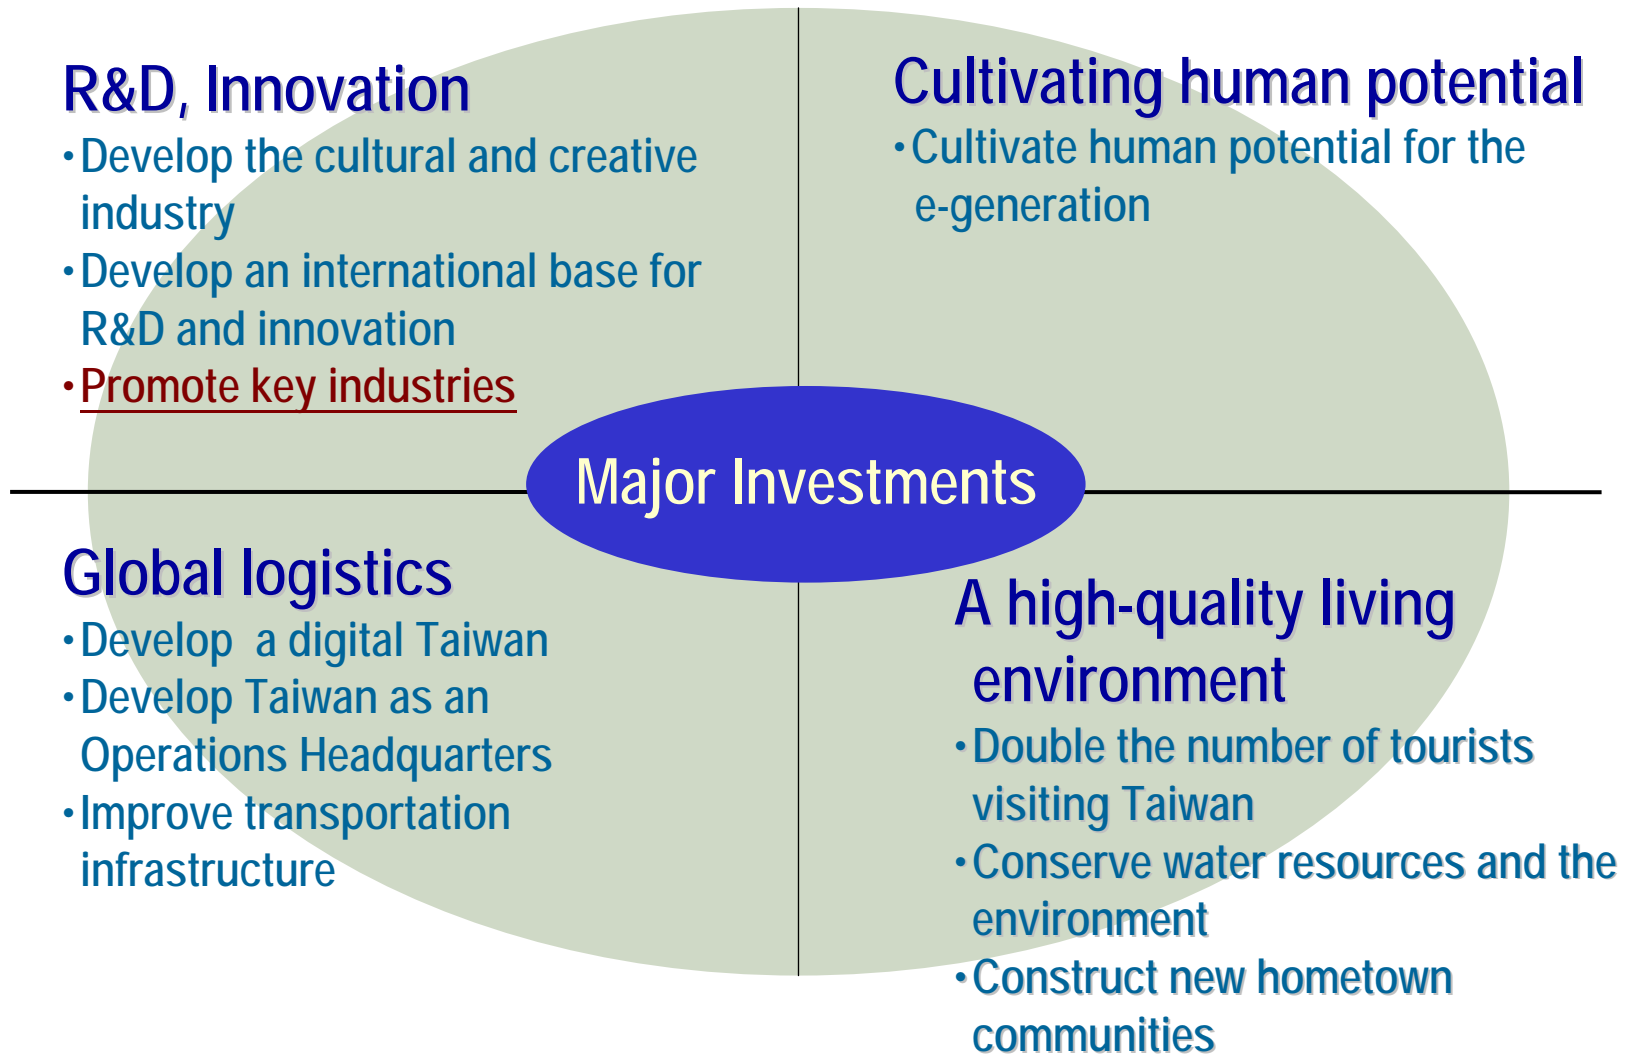 R&D, Innovation
•Develop the cultural and creative
industry
•Develop an international base for
R&D and innovation
•Promote key industries
Cultivating human potential
•Cultivate human potential for the
e-generation
Major Investments
Global logistics
•Develop a digital Taiwan
•Develop Taiwan as an
Operations Headquarters
•Improve transportation
infrastructure
A high-quality living
environment
•Double the number of tourists
visiting Taiwan
•Conserve water resources and the
environment
•Construct new hometown
communities